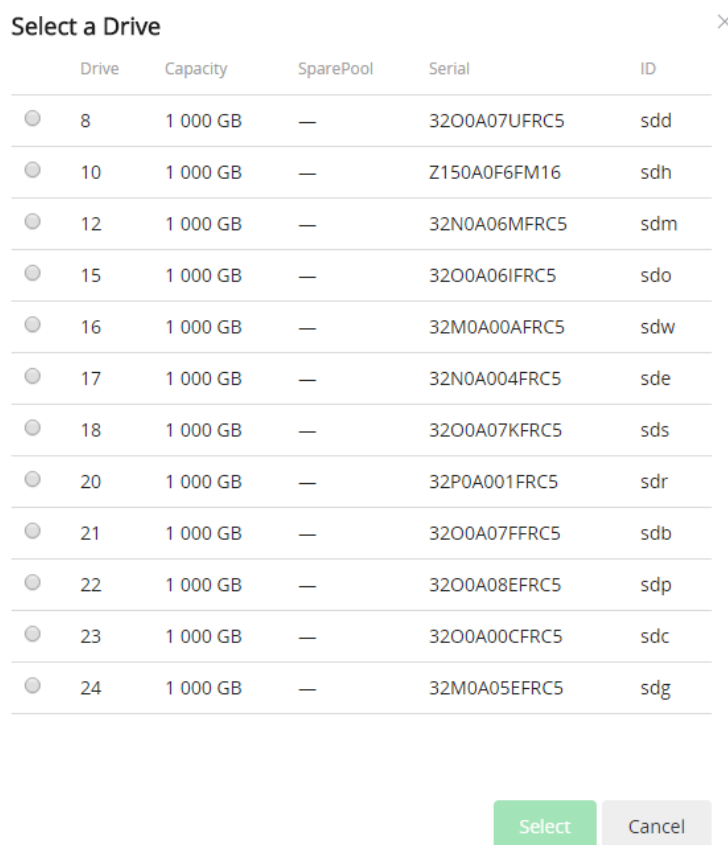 Select a Drive
Drive Capacity SparePool Serial ID
8 1 000 GB — 32O0A07UFRC5 sdd
10 1 000 GB — Z150A0F6FM16 sdh
12 1 000 GB — 32N0A06MFRC5 sdm
15 1 000 GB — 32O0A06IFRC5 sdo
16 1 000 GB — 32M0A00AFRC5 sdw
17 1 000 GB — 32N0A004FRC5 sde
18 1 000 GB — 32O0A07KFRC5 sds
20 1 000 GB — 32P0A001FRC5 sdr
21 1 000 GB — 32O0A07FFRC5 sdb
22 1 000 GB — 32O0A08EFRC5 sdp
23 1 000 GB — 32O0A00CFRC5 sdc
24 1 000 GB — 32M0A05EFRC5 sdg
Select Cancel